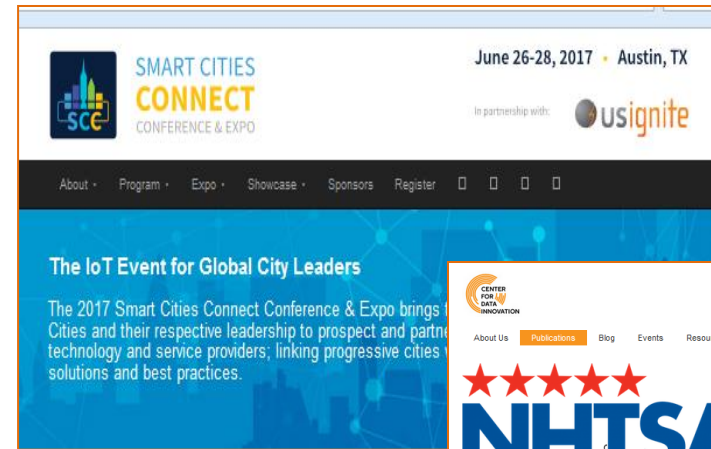 SMART CITIES
CONNECT
CONFERENCE & EXPO
SCC
June 26-28, 2017 • Austin, TX
In partnership with:
usignite
About Program Expo Showcase Sponsors Register
The IoT Event for Global City Leaders
The 2017 Smart Cities Connect Conference & Expo brings
Cities and their respective leadership to prospect and
technology and service providers; linking progressive cities
solutions and best practices.
CENTER
FOR
DATA
INNOVATION
About Us Publications Blog Events
NHTSA